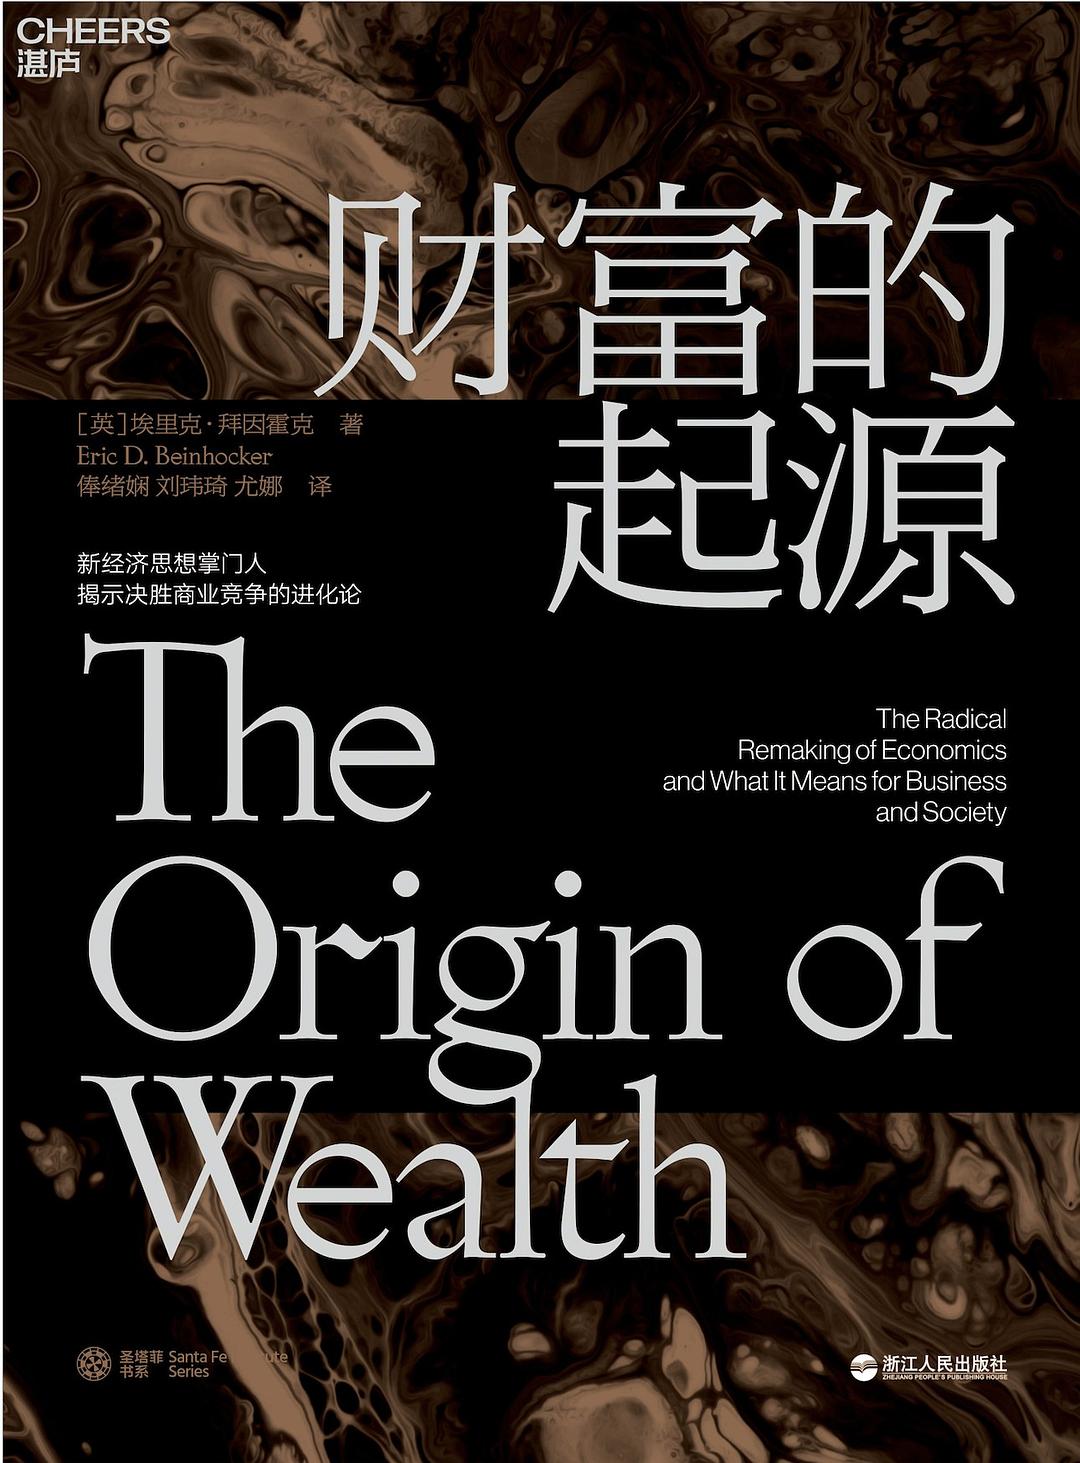 CHEERS
湛庐
财富的
起源
[英]埃里克·拜因霍克 著
Eric D. Beinhocker
俸绪娴 刘玮琦 尤娜 译
新经济思想掌门人
揭示决胜商业竞争的进化论
The
Origin of
Wealth
The Radical
Remaking of Economics
and What It Means for Business
and Society
圣塔菲 Santa Fe
书系 Series
浙江人民出版社
ZHEJIANG PEOPLE'S PUBLISHING HOUSE